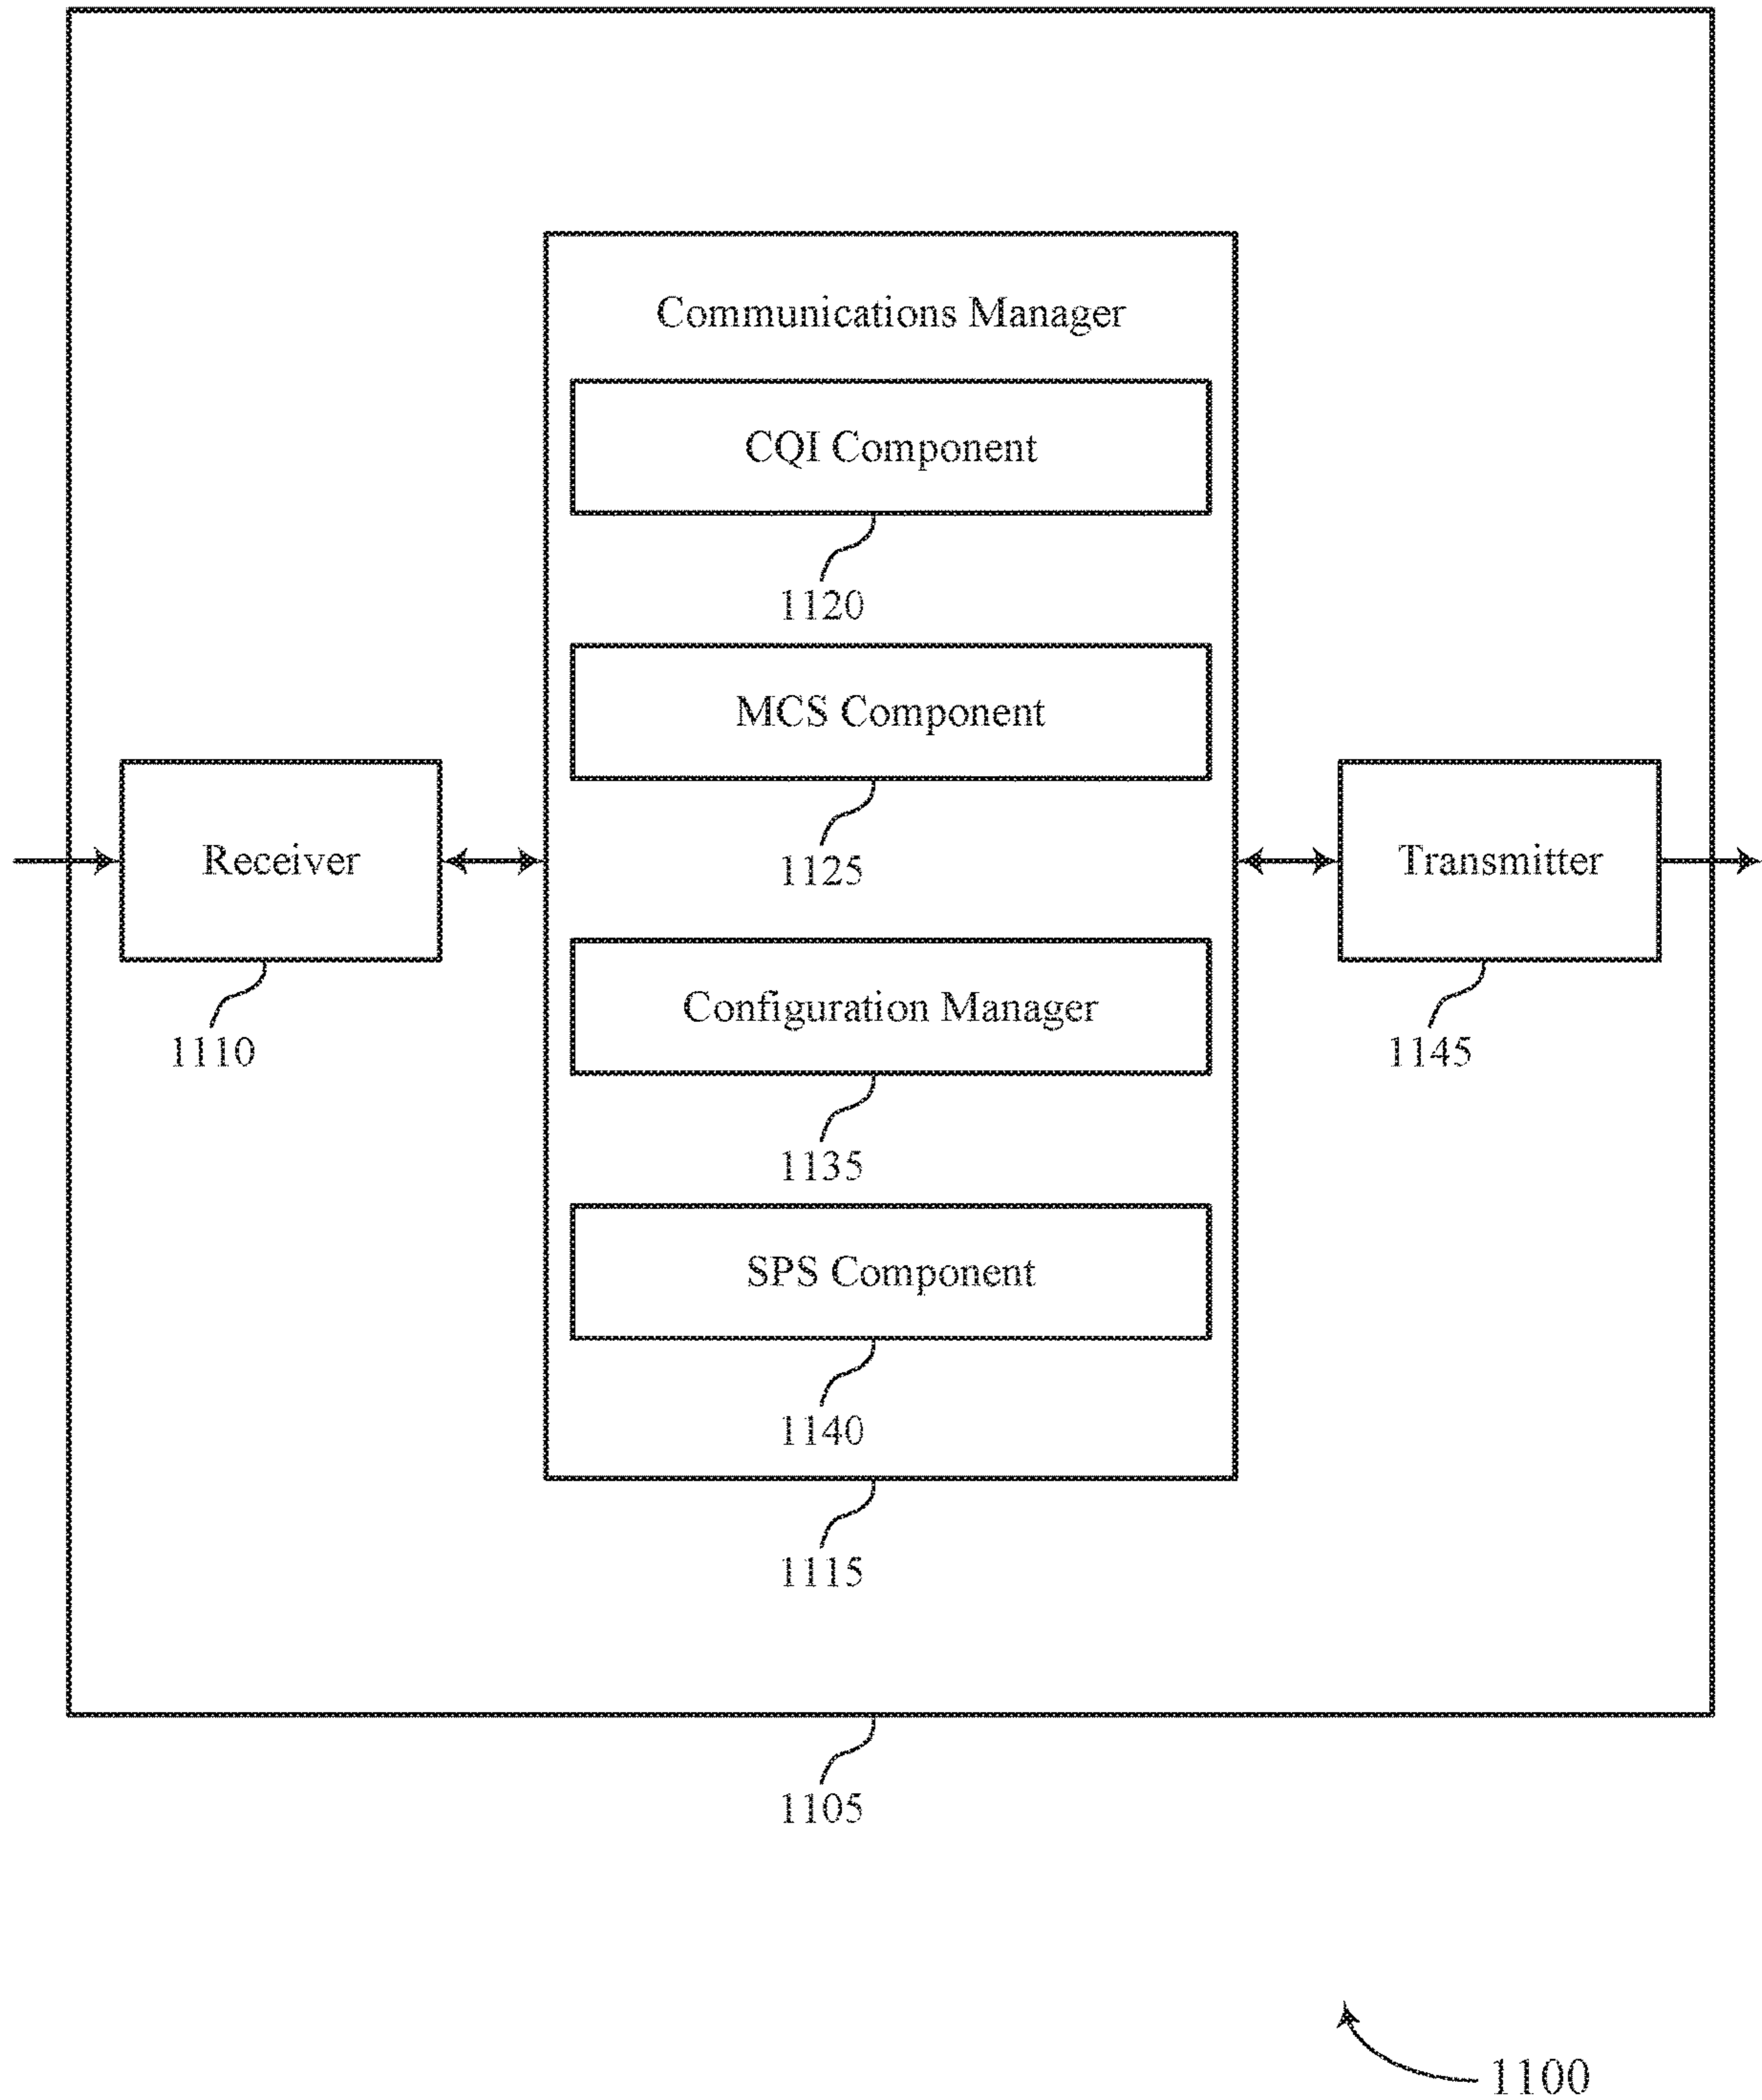 Communications Manager
CQI Component
1120
MCS Component
1125
Receiver
1110
Transmitter
1145
Configuration Manager
1135
SPS Component
1140
1115
1105
1100